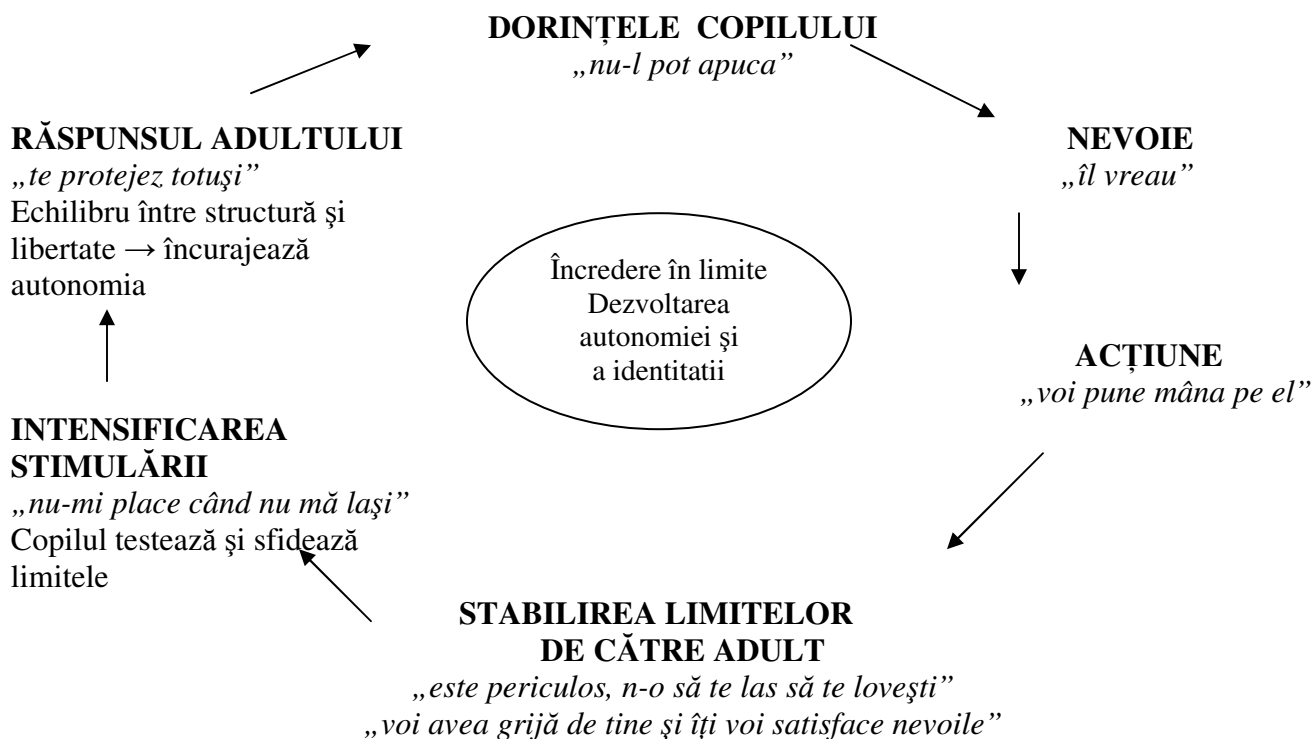 DORINȚELE COPILULUI
„nu-l pot apuca”
NEVOIE
„îl vreau”
ACȚIUNE
„voi pune mâna pe el”
STABILIREA LIMITELOR
DE CĂTRE ADULT
„este periculos, n-o să te las să te loveşti”
„voi avea grijă de tine şi îți voi satisface nevoile”
INTENSIFICAREA
STIMULĂRII
„nu-mi place când nu mă laşi”
Copilul testează şi sfidează
limitele
RĂSPUNSUL ADULTULUI
„te protejez totuşi”
Echilibru între structură şi
libertate → încurajează
autonomia
Încredere în limite
Dezvoltarea
autonomiei şi
a identitatii